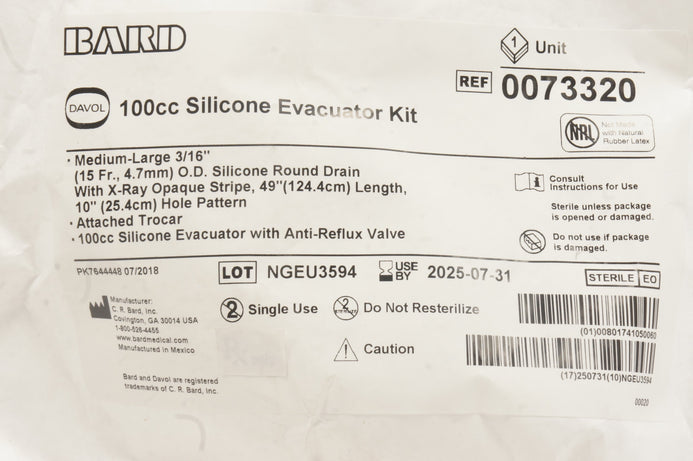 BARD
1 Unit
REF 0073320
DAVOL 100cc Silicone Evacuator Kit
NRL Not Made
with Natural
Rubber Latex
· Medium-Large 3/16"
(15 Fr., 4.7mm) O.D. Silicone Round Drain
With X-Ray Opaque Stripe, 49"(124.4cm) Length,
10" (25.4cm) Hole Pattern
· Attached Trocar
· 100cc Silicone Evacuator with Anti-Reflux Valve
i Consult
Instructions for Use
Sterile unless package
is opened or damaged.
Do not use if package
is damaged.
PK7644448 07/2018
LOT NGEU3594
USE
BY 2025-07-31
STERILE EO
Manufacturer:
C. R. Bard, Inc.
Covington, GA 30014 USA
1-800-526-4455
www.bardmedical.com
Manufactured in Mexico
2 Single Use
2 Do Not Resterilize
Caution
(01)00801741050060
(17)250731(10)NGEU3594
Bard and Davol are registered
trademarks of C. R. Bard, Inc.
00020